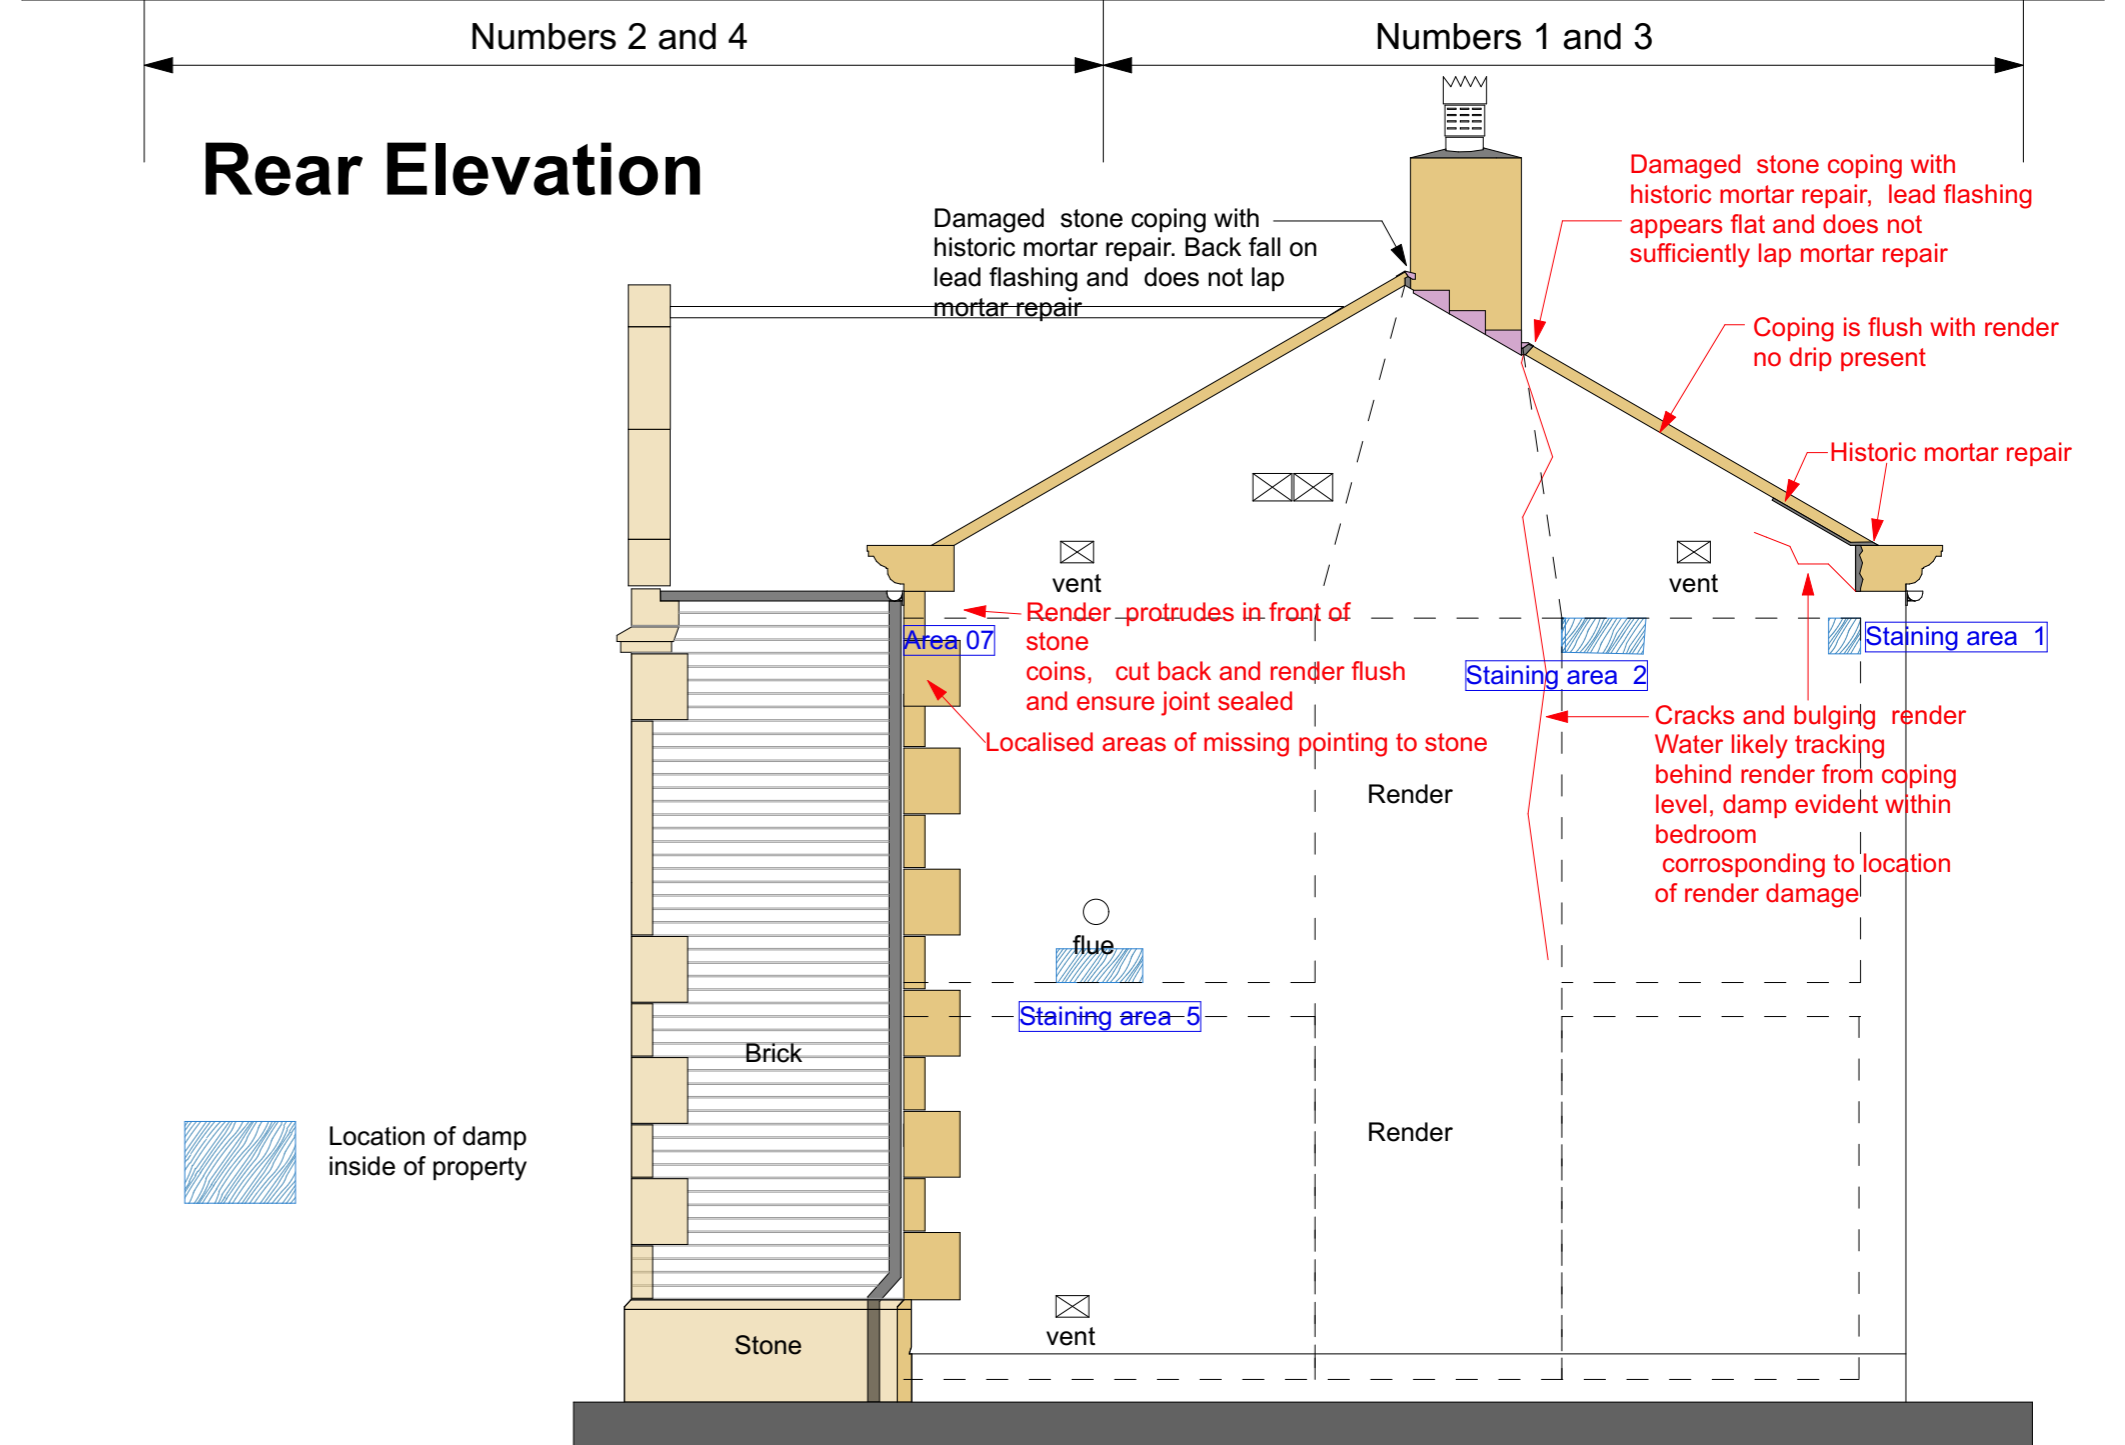 Numbers 2 and 4
Numbers 1 and 3
Rear Elevation
Damaged stone coping with
historic mortar repair. Back fall on
lead flashing and does not lap
mortar repair
Damaged stone coping with
historic mortar repair, lead flashing
appears flat and does not
sufficiently lap mortar repair
Coping is flush with render
no drip present
Historic mortar repair
vent
vent
Render protrudes in front of
stone
coins, cut back and render flush
and ensure joint sealed
Area 07
Staining area 1
Staining area 2
Localised areas of missing pointing to stone
Cracks and bulging render
Water likely tracking
behind render from coping
level, damp evident within
bedroom
corrosponding to location
of render damage
Render
flue
Staining area 5
Brick
Location of damp
inside of property
Render
vent
Stone